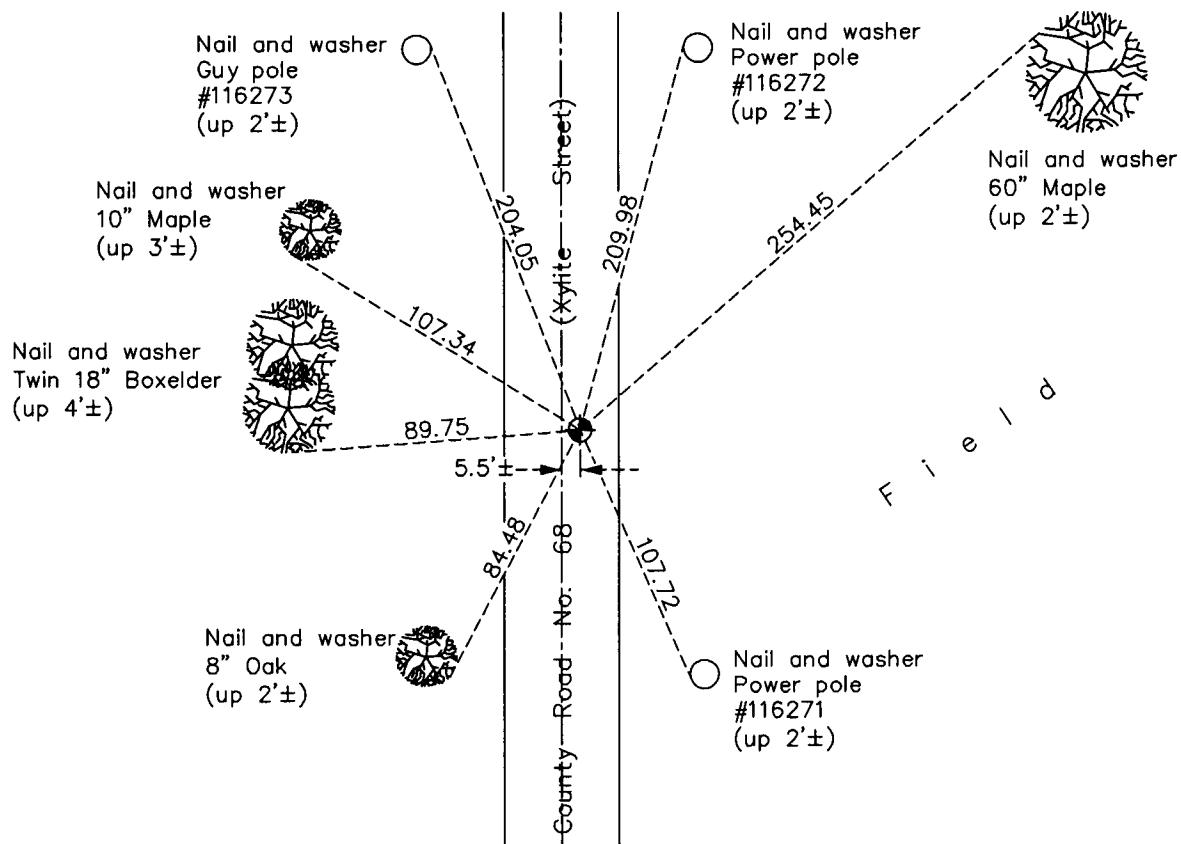 Nail and washer
Guy pole
#116273
(up 2'±)
Nail and washer
Power pole
#116272
(up 2'±)
Nail and washer
60" Maple
(up 2'±)
Nail and washer
10" Maple
(up 3'±)
Nail and washer
Twin 18" Boxelder
(up 4'±)
204.05
209.98
254.45
107.34
89.75
5.5'±
84.48
107.72
(Xylite Street)
County Road No. 68
Field
Nail and washer
8" Oak
(up 2'±)
Nail and washer
Power pole
#116271
(up 2'±)